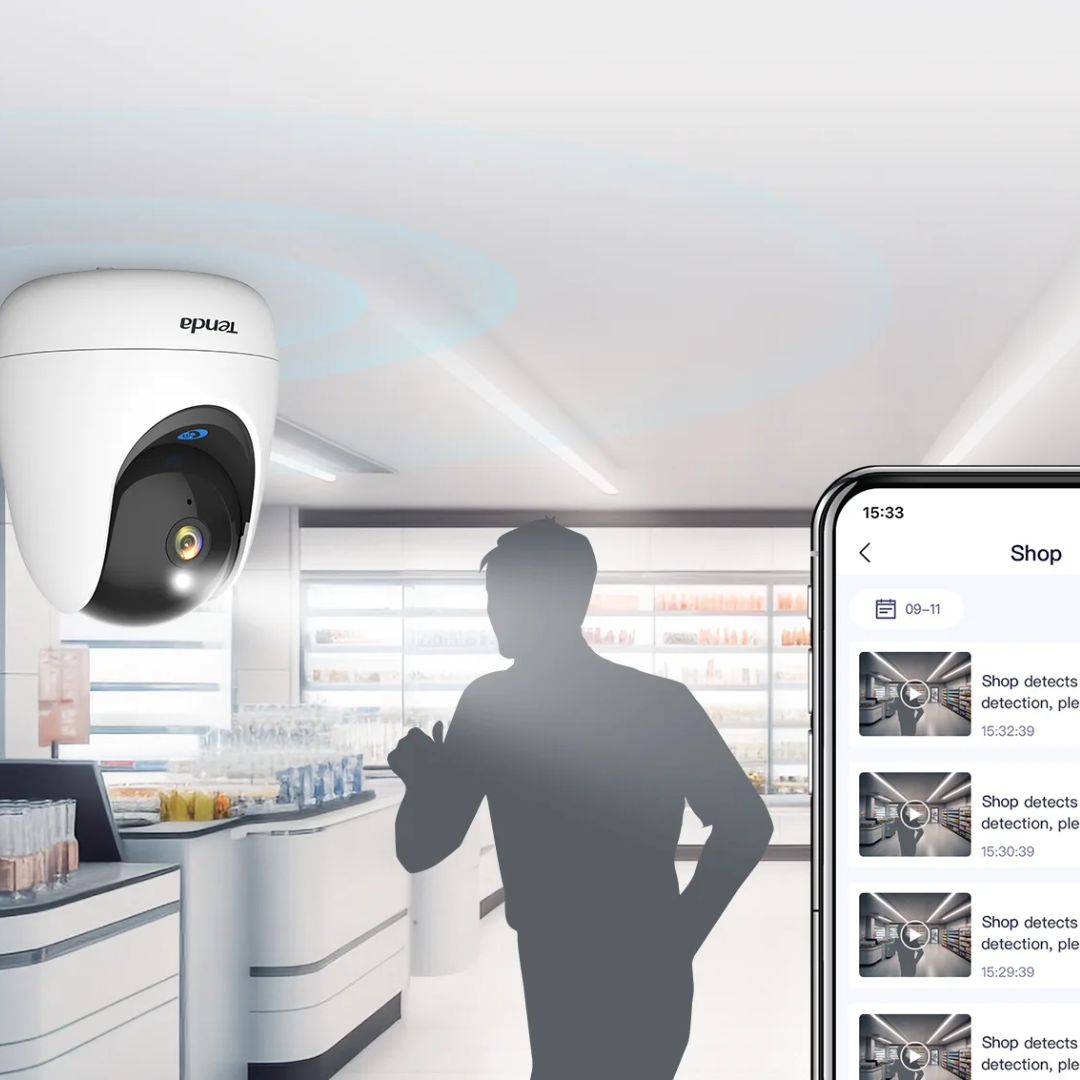 Tenda
15:33
Shop
09-11
Shop detects
detection, ple
15:32:39
Shop detects
detection, ple
15:30:39
Shop detects
detection, ple
15:29:39
Shop detects
detection, ple